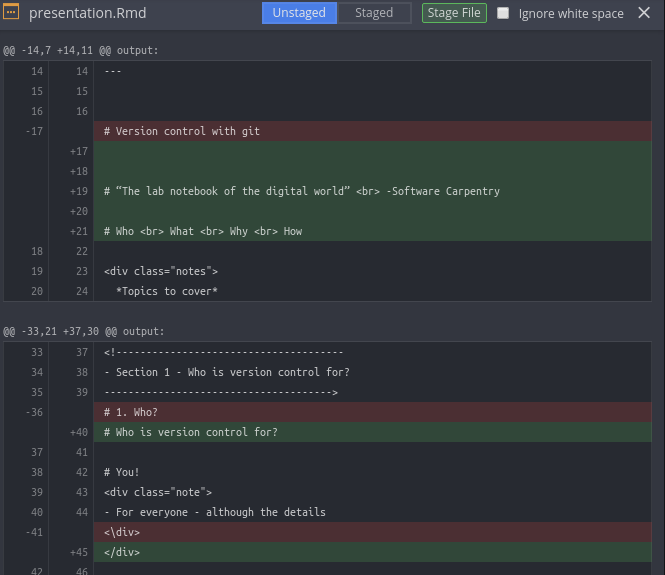 presentation.Rmd Unstaged Staged Stage File Ignore white space
@@ -14,7 +14,11 @@ output:
14 14 ---
15 15
16 16
-17 # Version control with git
+17
+18
+19 # “The lab notebook of the digital world” <br> -Software Carpentry
+20
+21 # Who <br> What <br> Why <br> How
18 22
19 23 <div class="notes">
20 24 *Topics to cover*
@@ -33,21 +37,30 @@ output:
33 37 <!--------------------------------------
34 38 - Section 1 - Who is version control for?
35 39 -------------------------------------->
-36 # 1. Who?
+40 # Who is version control for?
37 41
38 42 # You!
39 43 <div class="note">
40 44 - For everyone - although the details
-41 <\div>
+45 </div>
42 46